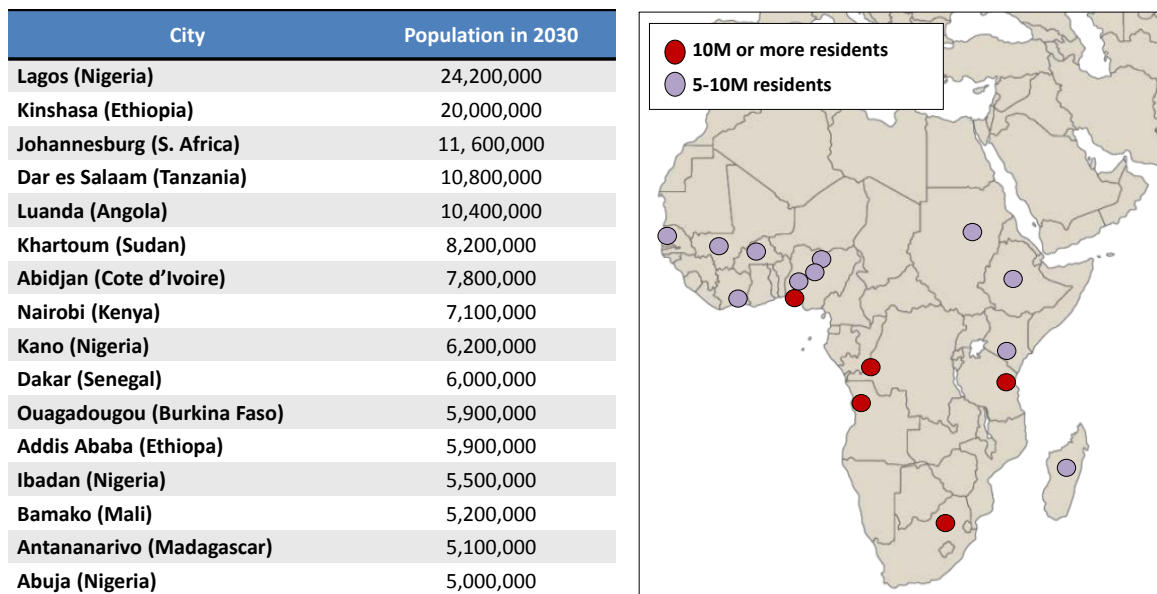 City Population in 2030
Lagos (Nigeria) 24,200,000
Kinshasa (Ethiopia) 20,000,000
Johannesburg (S. Africa) 11, 600,000
Dar es Salaam (Tanzania) 10,800,000
Luanda (Angola) 10,400,000
Khartoum (Sudan) 8,200,000
Abidjan (Cote d’Ivoire) 7,800,000
Nairobi (Kenya) 7,100,000
Kano (Nigeria) 6,200,000
Dakar (Senegal) 6,000,000
Ouagadougou (Burkina Faso) 5,900,000
Addis Ababa (Ethiopa) 5,900,000
Ibadan (Nigeria) 5,500,000
Bamako (Mali) 5,200,000
Antananarivo (Madagascar) 5,100,000
Abuja (Nigeria) 5,000,000
10M or more residents
5-10M residents